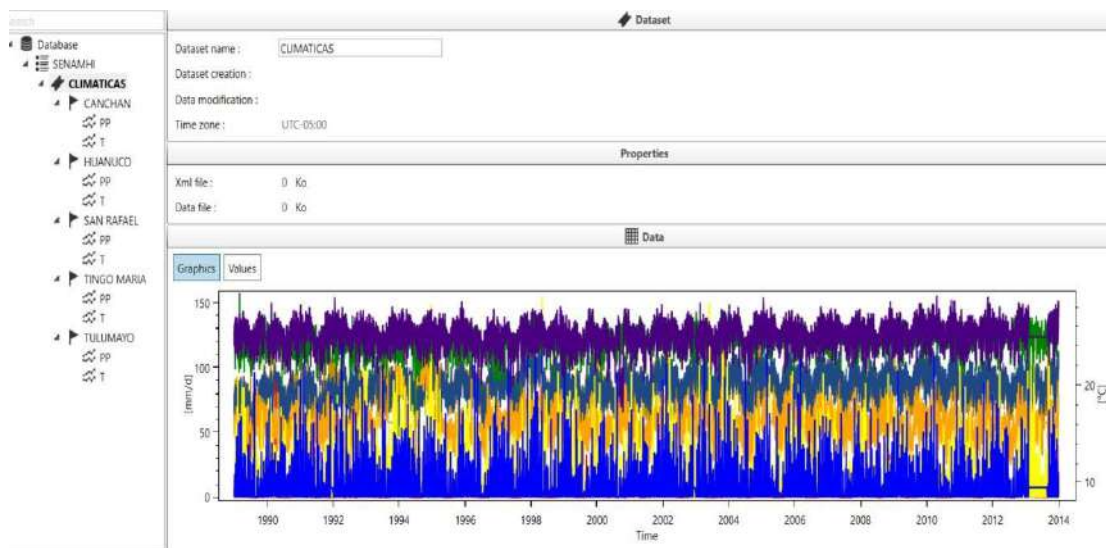 Search
Database
SENAMHI
CLIMATICAS
CANCHAN
PP
T
HUANUCO
PP
T
SAN RAFAEL
PP
T
TINGO MARIA
PP
T
TULUMAYO
PP
T
Dataset
Dataset name : CLIMATICAS
Dataset creation :
Data modification :
Time zone : UTC-05:00
Properties
Xml file : 0 Ko
Data file : 0 Ko
Data
Graphics Values
150
100
50
0
[mm/d]
20
10
[°C]
1990 1992 1994 1996 1998 2000 2002 2004 2006 2008 2010 2012 2014
Time